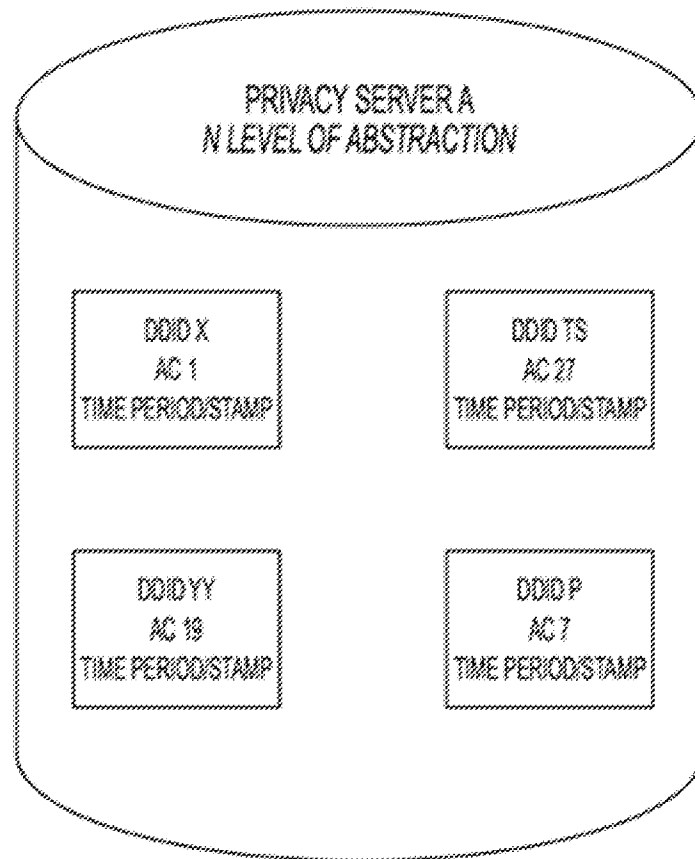 PRIVACY SERVER A
N LEVEL OF ABSTRACTION
DDID X
AC 1
TIME PERIOD/STAMP
DDID TS
AC 27
TIME PERIOD/STAMP
DDID YY
AC 19
TIME PERIOD/STAMP
DDID P
AC 7
TIME PERIOD/STAMP